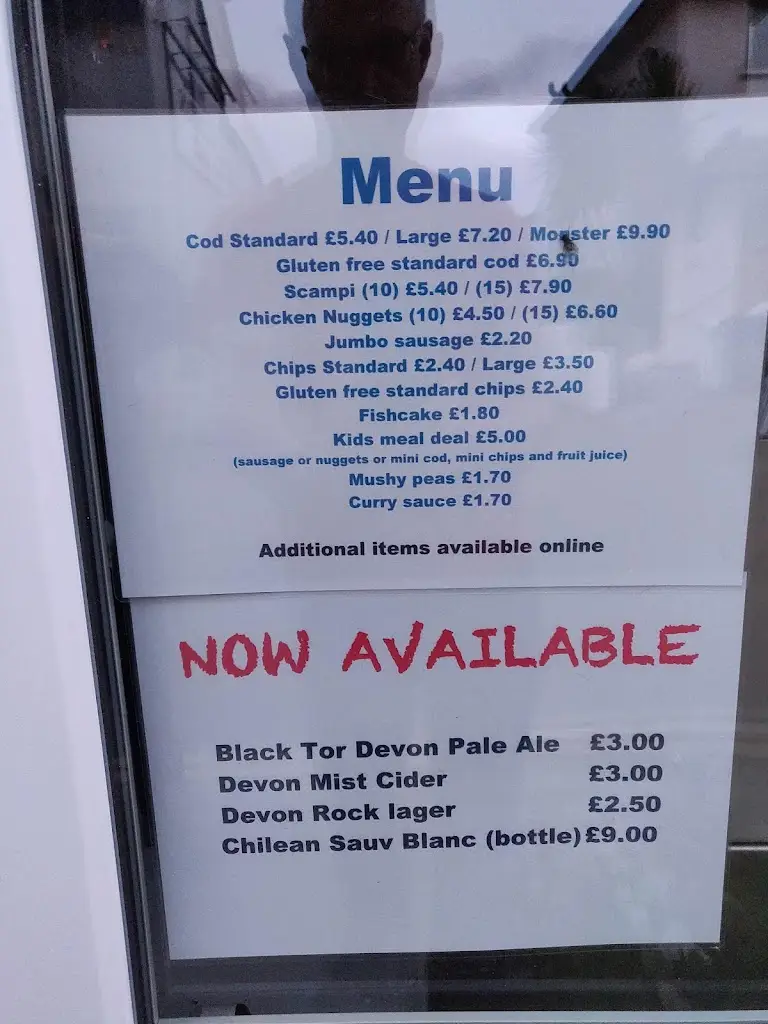 Menu
Cod Standard £5.40 / Large £7.20 / Monster £9.90
Gluten free standard cod £6.90
Scampi (10) £5.40 / (15) £7.90
Chicken Nuggets (10) £4.50 / (15) £6.60
Jumbo sausage £2.20
Chips Standard £2.40 / Large £3.50
Gluten free standard chips £2.40
Fishcake £1.80
Kids meal deal £5.00
(sausage or nuggets or mini cod, mini chips and fruit juice)
Mushy peas £1.70
Curry sauce £1.70
Additional items available online
NOW AVAILABLE
Black Tor Devon Pale Ale £3.00
Devon Mist Cider £3.00
Devon Rock lager £2.50
Chilean Sauv Blanc (bottle) £9.00